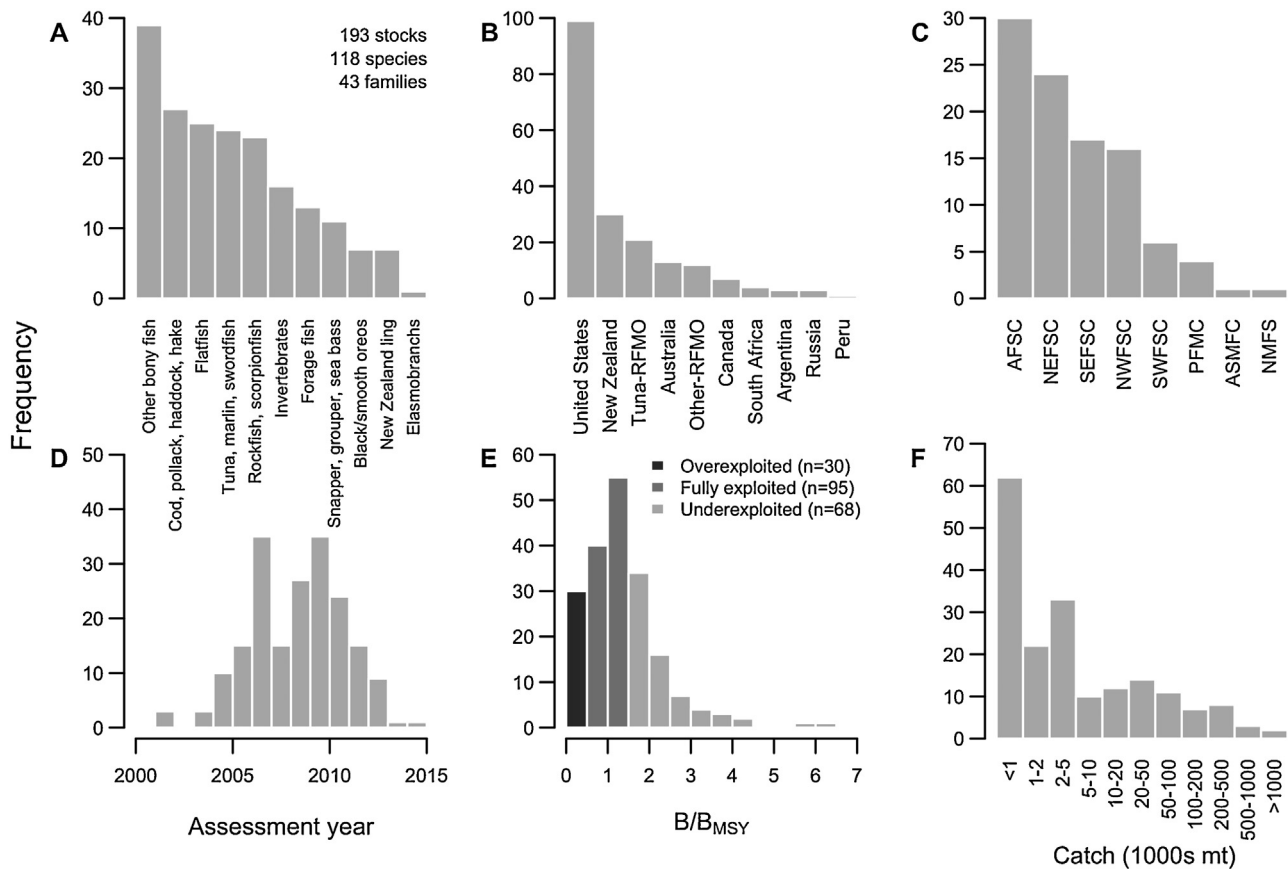 A
193 stocks
118 species
43 families
40
30
20
10
0
Other bony fish
Cod, pollack, haddock, hake
Flatfish
Tuna, marlin, swordfish
Rockfish, scorpionfish
Invertebrates
Forage fish
Snapper, grouper, sea bass
Black/smooth oreos
New Zealand ling
Elasmobranchs
B
100
80
60
40
20
0
United States
New Zealand
Tuna-RFMO
Australia
Other-RFMO
Canada
South Africa
Argentina
Russia
Peru
C
30
25
20
15
10
5
0
AFSC
NEFSC
SEFSC
NWFSC
SWFSC
PFMC
ASMFC
NMFS
Frequency
D
50
40
30
20
10
0
2000
2005
2010
2015
Assessment year
E
Overexploited (n=30)
Fully exploited (n=95)
Underexploited (n=68)
60
50
40
30
20
10
0
0
1
2
3
4
5
6
7
B/BMSY
F
70
60
50
40
30
20
10
0
<1
1-2
2-5
5-10
10-20
20-50
50-100
100-200
200-500
500-1000
>1000
Catch (1000s mt)